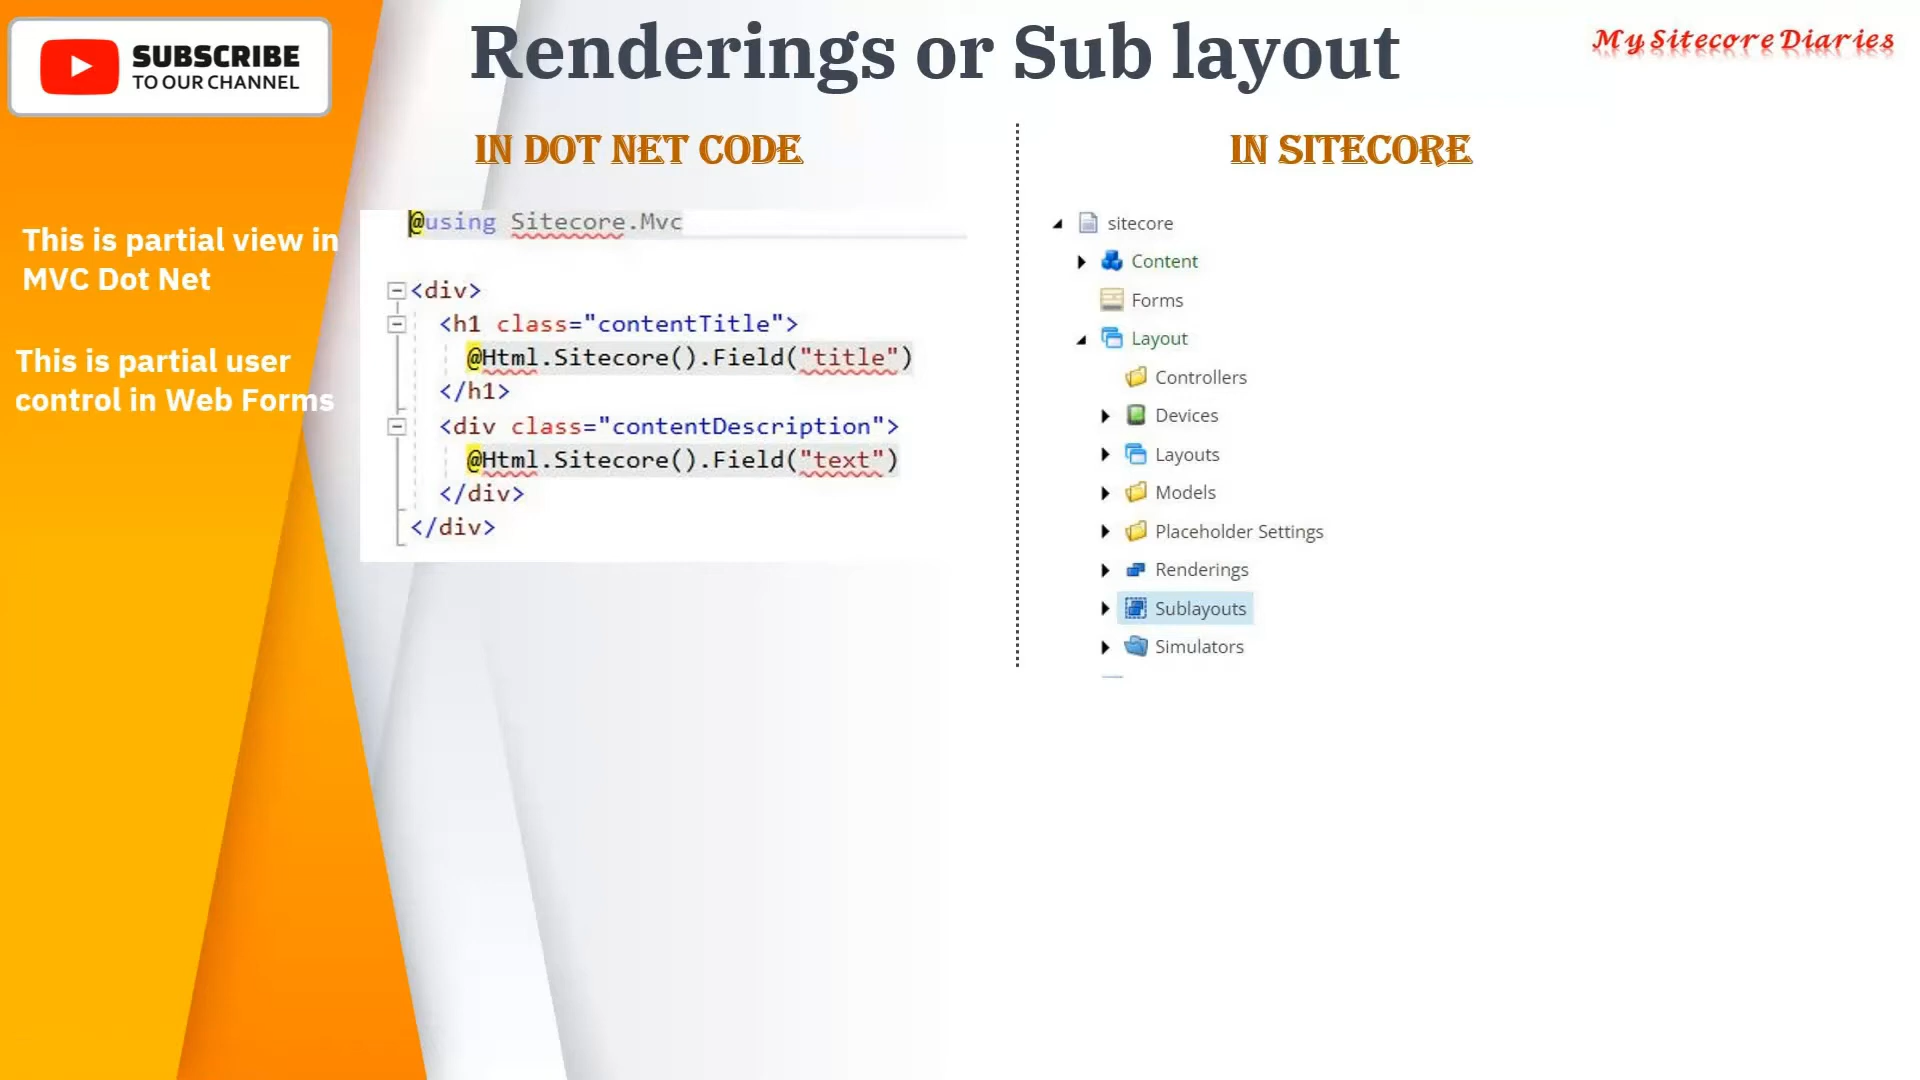 SUBSCRIBE
TO OUR CHANNEL
Renderings or Sub layout
My Sitecore Diaries
IN DOT NET CODE
IN SITECORE
This is partial view in
MVC Dot Net
This is partial user
control in Web Forms
@using Sitecore.Mvc
<div>
<h1 class="contentTitle">
@Html.Sitecore().Field("title")
</h1>
<div class="contentDescription">
@Html.Sitecore().Field("text")
</div>
</div>
sitecore
Content
Forms
Layout
Controllers
Devices
Layouts
Models
Placeholder Settings
Renderings
Sublayouts
Simulators